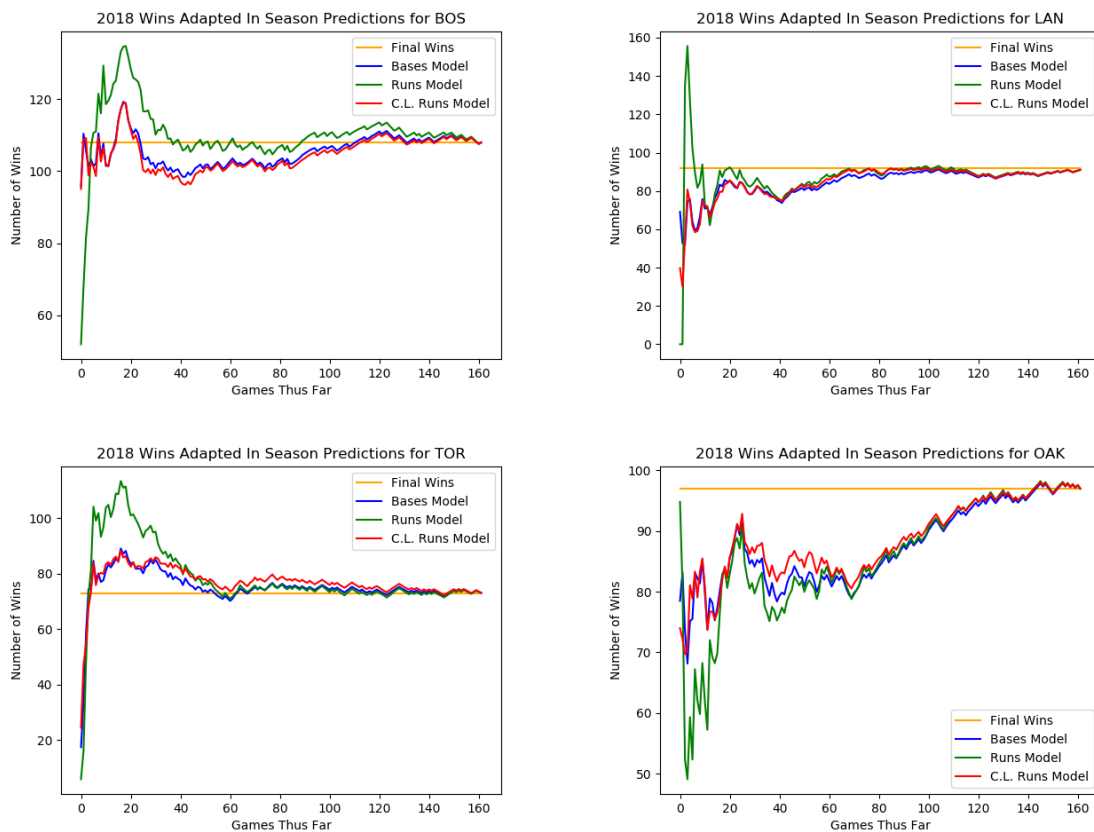 2018 Wins Adapted In Season Predictions for BOS
Number of Wins
120
100
80
60
0 20 40 60 80 100 120 140 160
Games Thus Far
Final Wins
Bases Model
Runs Model
C.L. Runs Model
2018 Wins Adapted In Season Predictions for LAN
Number of Wins
160
140
120
100
80
60
40
20
0
0 20 40 60 80 100 120 140 160
Games Thus Far
Final Wins
Bases Model
Runs Model
C.L. Runs Model
2018 Wins Adapted In Season Predictions for TOR
Number of Wins
100
80
60
40
20
0 20 40 60 80 100 120 140 160
Games Thus Far
Final Wins
Bases Model
Runs Model
C.L. Runs Model
2018 Wins Adapted In Season Predictions for OAK
Number of Wins
100
90
80
70
60
50
0 20 40 60 80 100 120 140 160
Games Thus Far
Final Wins
Bases Model
Runs Model
C.L. Runs Model